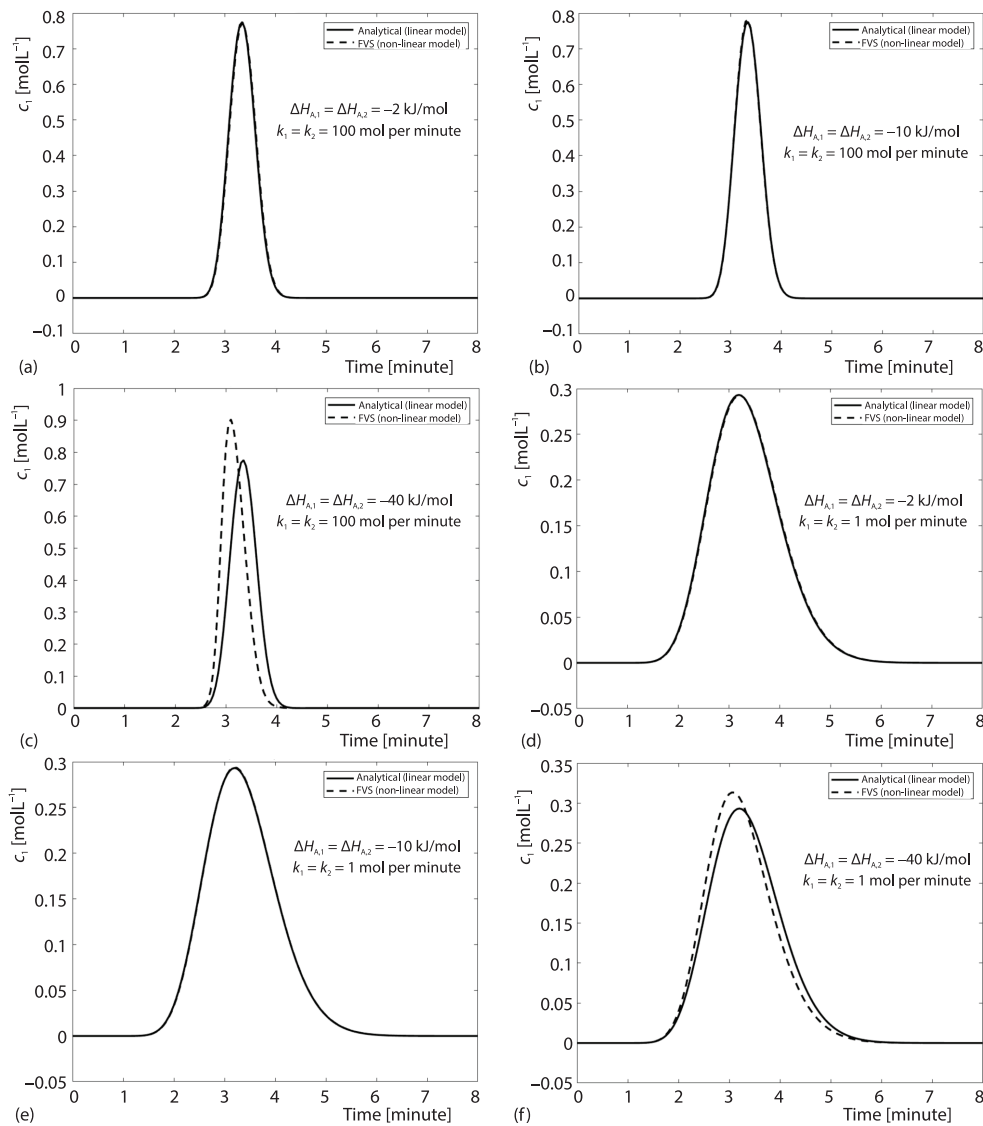 0.8
0.7
0.6
0.5
0.4
0.3
0.2
0.1
0
–0.1
c₁ [molL⁻¹]
Analytical (linear model)
FVS (non-linear model)
ΔH_A,1 = ΔH_A,2 = –2 kJ/mol
k₁ = k₂ = 100 mol per minute
0 1 2 3 4 5 6 7 8
(a) Time [minute]
0.8
0.7
0.6
0.5
0.4
0.3
0.2
0.1
0
–0.1
c₁ [molL⁻¹]
Analytical (linear model)
FVS (non-linear model)
ΔH_A,1 = ΔH_A,2 = –10 kJ/mol
k₁ = k₂ = 100 mol per minute
0 1 2 3 4 5 6 7 8
(b) Time [minute]
1
0.9
0.8
0.7
0.6
0.5
0.4
0.3
0.2
0.1
0
c₁ [molL⁻¹]
Analytical (linear model)
FVS (non-linear model)
ΔH_A,1 = ΔH_A,2 = –40 kJ/mol
k₁ = k₂ = 100 mol per minute
0 1 2 3 4 5 6 7 8
(c) Time [minute]
0.3
0.25
0.2
0.15
0.1
0.05
0
–0.05
c₁ [molL⁻¹]
Analytical (linear model)
FVS (non-linear model)
ΔH_A,1 = ΔH_A,2 = –2 kJ/mol
k₁ = k₂ = 1 mol per minute
0 1 2 3 4 5 6 7 8
(d) Time [minute]
0.3
0.25
0.2
0.15
0.1
0.05
0
–0.05
c₁ [molL⁻¹]
Analytical (linear model)
FVS (non-linear model)
ΔH_A,1 = ΔH_A,2 = –10 kJ/mol
k₁ = k₂ = 1 mol per minute
0 1 2 3 4 5 6 7 8
(e) Time [minute]
0.35
0.3
0.25
0.2
0.15
0.1
0.05
0
–0.05
c₁ [molL⁻¹]
Analytical (linear model)
FVS (non-linear model)
ΔH_A,1 = ΔH_A,2 = –40 kJ/mol
k₁ = k₂ = 1 mol per minute
0 1 2 3 4 5 6 7 8
(f) Time [minute]